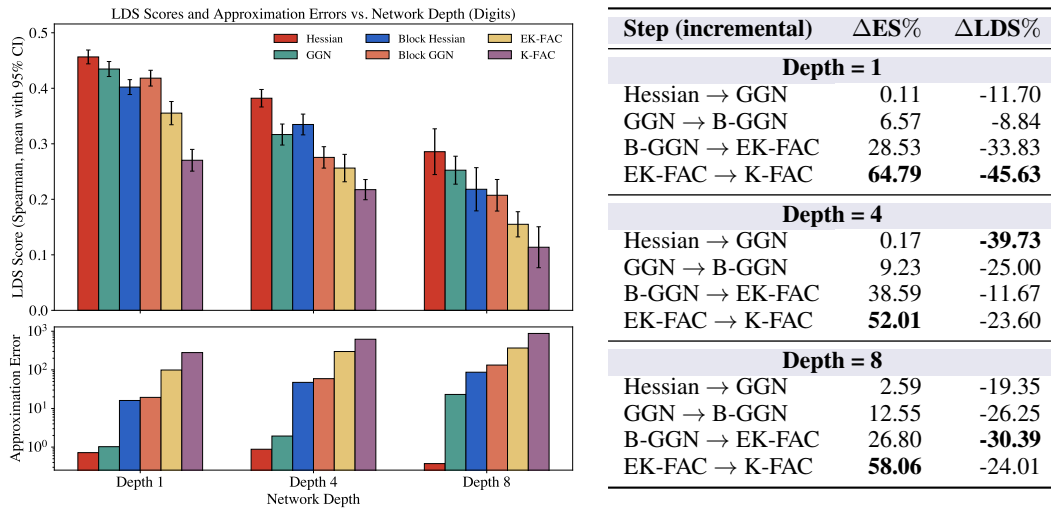 LDS Scores and Approximation Errors vs. Network Depth (Digits)
LDS Score (Spearman, mean with 95% CI)
0.5
0.4
0.3
0.2
0.1
0.0
Hessian
GGN
Block Hessian
Block GGN
EK-FAC
K-FAC
Approximation Error
10³
10²
10¹
10⁰
Depth 1
Depth 4
Depth 8
Network Depth
Step (incremental) ΔES% ΔLDS%
Depth = 1
Hessian → GGN 0.11 -11.70
GGN → B-GGN 6.57 -8.84
B-GGN → EK-FAC 28.53 -33.83
EK-FAC → K-FAC 64.79 -45.63
Depth = 4
Hessian → GGN 0.17 -39.73
GGN → B-GGN 9.23 -25.00
B-GGN → EK-FAC 38.59 -11.67
EK-FAC → K-FAC 52.01 -23.60
Depth = 8
Hessian → GGN 2.59 -19.35
GGN → B-GGN 12.55 -26.25
B-GGN → EK-FAC 26.80 -30.39
EK-FAC → K-FAC 58.06 -24.01